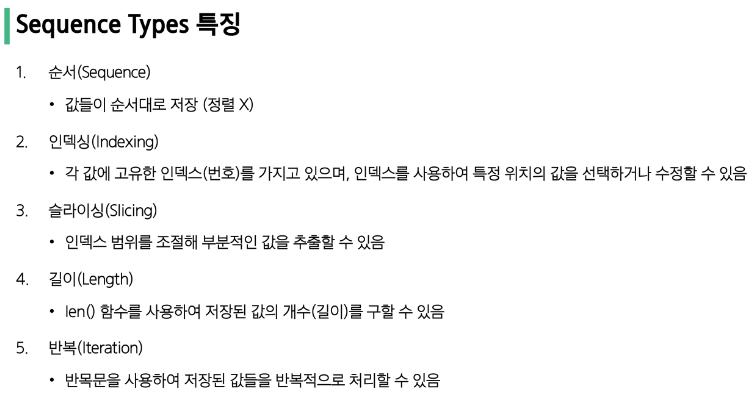 Sequence Types 특징
1. 순서(Sequence)
• 값들이 순서대로 저장 (정렬 X)
2. 인덱싱(Indexing)
• 각 값에 고유한 인덱스(번호)를 가지고 있으며, 인덱스를 사용하여 특정 위치의 값을 선택하거나 수정할 수 있음
3. 슬라이싱(Slicing)
• 인덱스 범위를 조절해 부분적인 값을 추출할 수 있음
4. 길이(Length)
• len() 함수를 사용하여 저장된 값의 개수(길이)를 구할 수 있음
5. 반복(Iteration)
• 반목문을 사용하여 저장된 값들을 반복적으로 처리할 수 있음